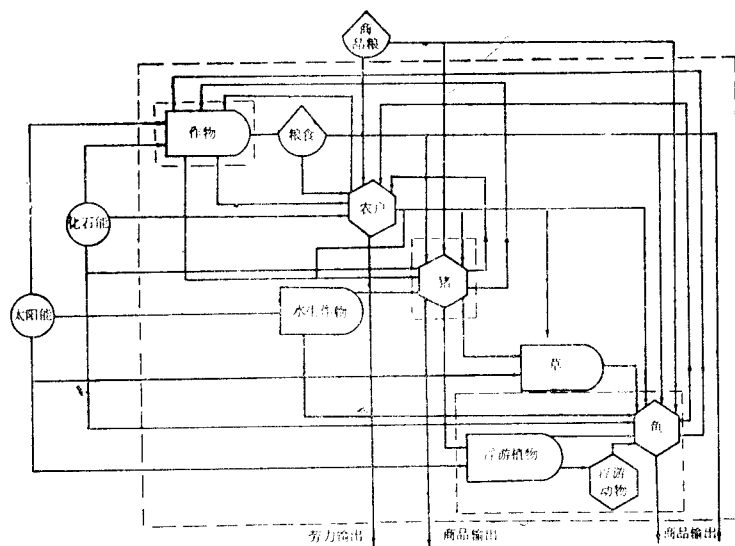 商
品粮
作物
粮食
农户
化石能
猪
太阳能
水生作物
草
鱼
浮游植物
浮游
动物
劳力输出
商品输出
商品输出